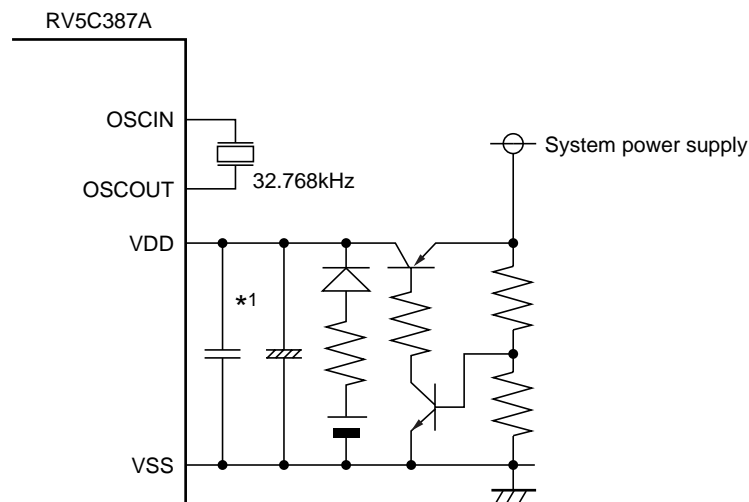 RV5C387A
OSCIN
System power supply
OSCOUT
32.768kHz
VDD
*1
VSS